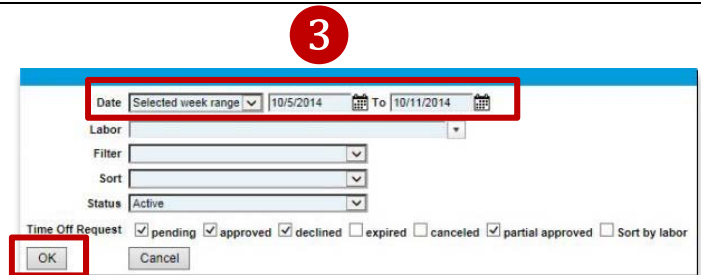 3
Date Selected week range 10/5/2014 To 10/11/2014
Labor
Filter
Sort
Status Active
Time Off Request pending approved declined expired canceled partial approved Sort by labor
OK Cancel